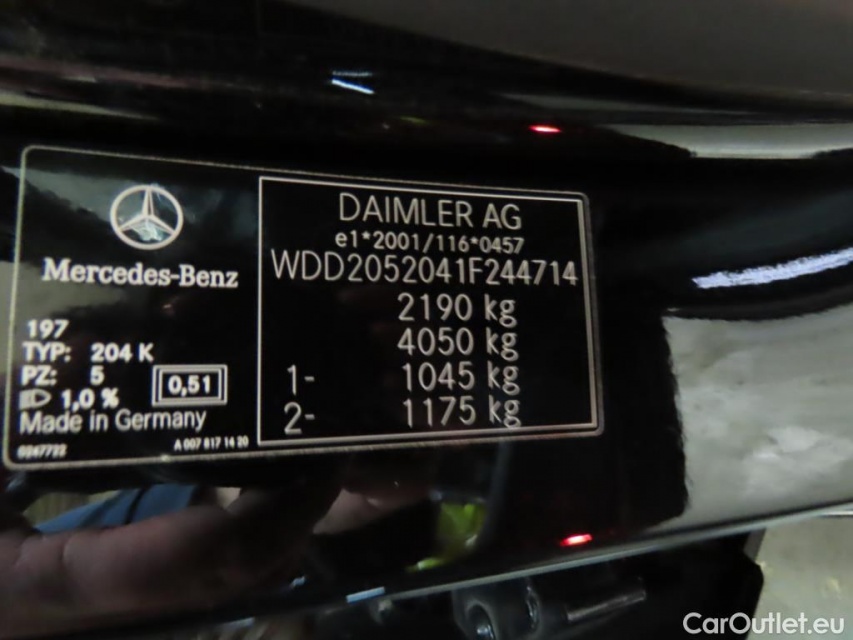 Mercedes-Benz
197
TYP: 204 K
PZ: 5
1,0 %
0,51
Made in Germany
0247722
A 007 817 14 20
DAIMLER AG
e1*2001/116*0457
WDD2052041F244714
2190 kg
4050 kg
1- 1045 kg
2- 1175 kg
CarOutlet.eu